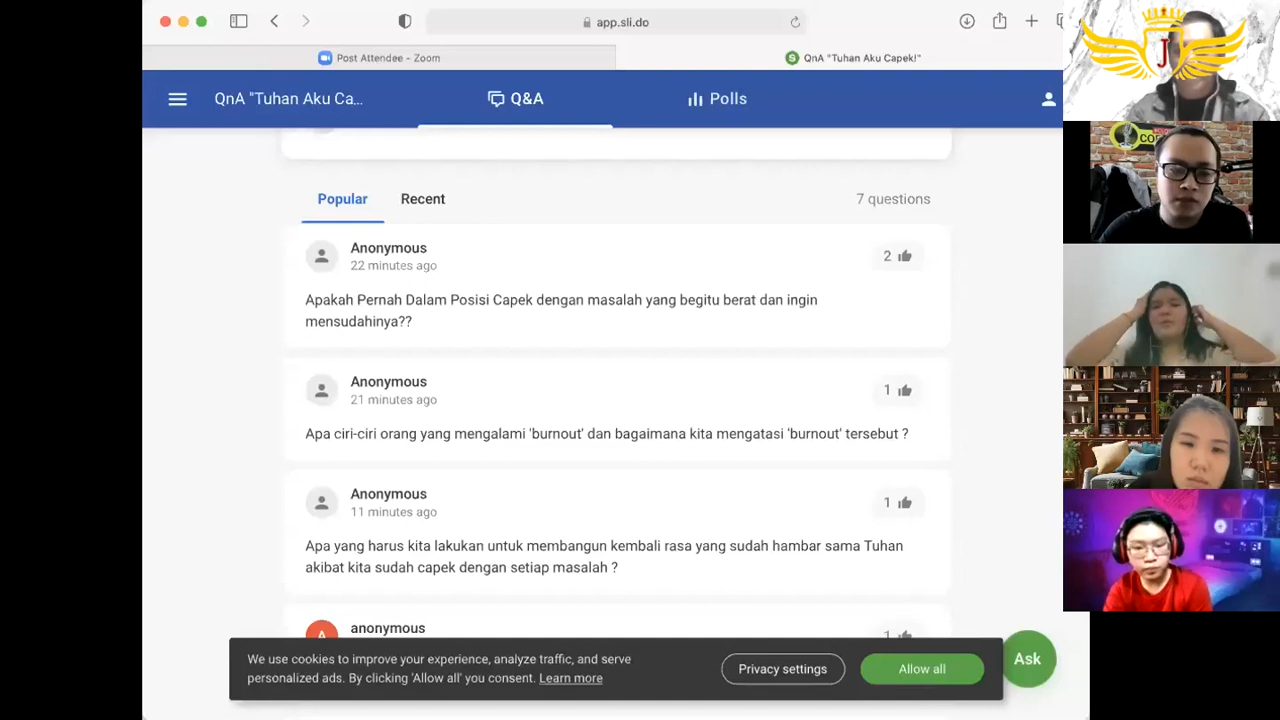 app.sli.do
Post Attendee - Zoom
S
QnA "Tuhan Aku Capek!"
QnA "Tuhan Aku Ca...
Q&A
Polls
Popular
Recent
7 questions
Anonymous
22 minutes ago
2
Apakah Pernah Dalam Posisi Capek dengan masalah yang begitu berat dan ingin
mensudahinya??
Anonymous
21 minutes ago
1
Apa ciri-ciri orang yang mengalami 'burnout' dan bagaimana kita mengatasi 'burnout' tersebut ?
Anonymous
11 minutes ago
1
Apa yang harus kita lakukan untuk membangun kembali rasa yang sudah hambar sama Tuhan
akibat kita sudah capek dengan setiap masalah ?
A
anonymous
1
We use cookies to improve your experience, analyze traffic, and serve
personalized ads. By clicking 'Allow all' you consent. Learn more
Privacy settings
Allow all
Ask
J